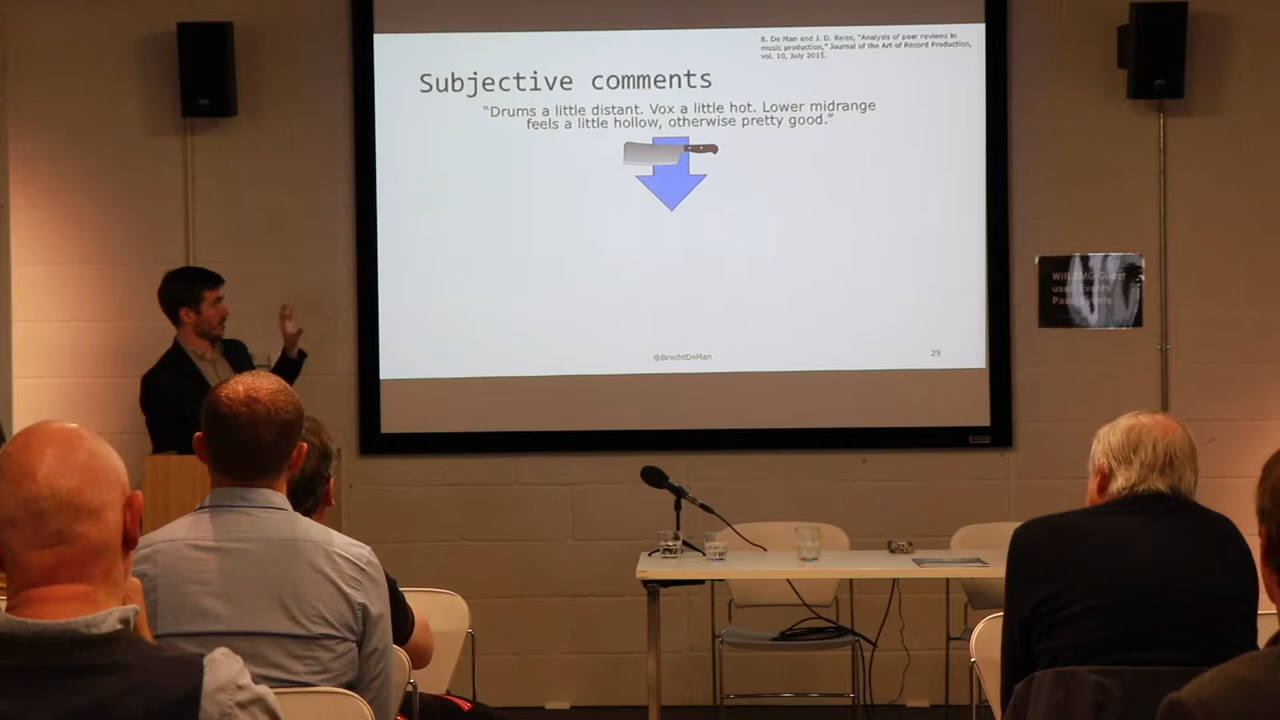 B. De Man and J. D. Reiss, "Analysis of peer reviews in
music production," Journal of the Art of Record Production,
vol. 10, July 2015.
Subjective comments
"Drums a little distant. Vox a little hot. Lower midrange
feels a little hollow, otherwise pretty good."
@BrechtDeMan
29
Wifi
Events